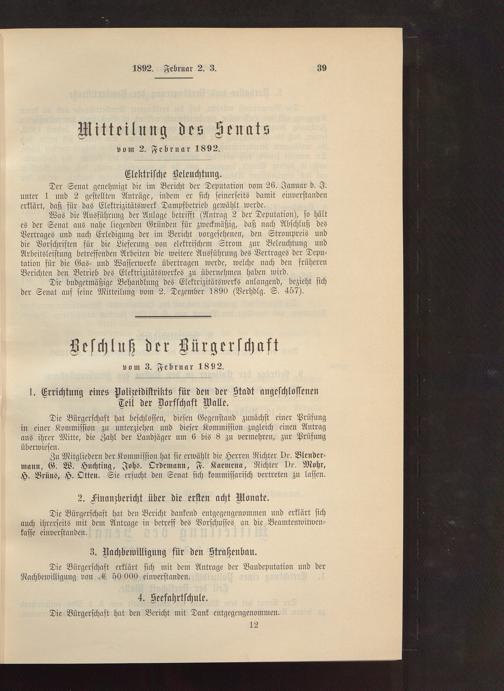 1892. Februar 2. 3. 39
Mitteilung des Senats
vom 2. Februar 1892.
Elektrische Beleuchtung.
Der Senat genehmigt die im Bericht der Deputation vom 26. Januar d. J.
unter 1 und 2 gestellten Anträge, indem er sich seinerseits damit einverstanden
erklärt, daß für das Elektrizitätswerk Dampfbetrieb gewählt werde.
Was die Ausführung der Anlage betrifft (Antrag 2 der Deputation), so hält
es der Senat aus nahe liegenden Gründen für zweckmäßig, daß nach Abschluß des
Vertrages und nach Erledigung der im Bericht vorgesehenen, den Strompreis und
die Vorschriften für die Lieferung von elektrischem Strom zur Beleuchtung und
Arbeitsleistung betreffenden Arbeiten die weitere Ausführung des Vertrages der Depu-
tation für die Gas- und Wasserwerke übertragen werde, welche nach den früheren
Berichten den Betrieb des Elektrizitätswerkes zu übernehmen haben wird.
Die budgetmäßige Behandlung des Elektrizitätswerks anlangend, bezieht sich
der Senat auf seine Mitteilung vom 2. Dezember 1890 (Verhdlg. S. 457).
Beschluß der Bürgerschaft
vom 3. Februar 1892.
1. Errichtung eines Polizeidistrikts für den der Stadt angeschlossenen
Teil der Dorfschaft Walle.
Die Bürgerschaft hat beschlossen, diesen Gegenstand zunächst einer Prüfung
in einer Kommission zu unterziehen und dieser Kommission zugleich einen Antrag
aus ihrer Mitte, die Zahl der Landjäger um 6 bis 8 zu vermehren, zur Prüfung
überwiesen.
Zu Mitgliedern der Kommission hat sie erwählt die Herren Richter Dr. Blender-
mann, G. W. Huchting, Johs. Ordemann, F. Kaemena, Richter Dr. Mohr,
H. Brüns, H. Otten. Sie ersucht den Senat sich kommissarisch vertreten zu lassen.
2. Finanzbericht über die ersten acht Monate.
Die Bürgerschaft hat den Bericht dankend entgegengenommen und erklärt sich
auch ihrerseits mit dem Antrage in betreff des Vorschusses an die Beamtenwitwen-
kasse einverstanden.
3. Nachbewilligung für den Straßenbau.
Die Bürgerschaft erklärt sich mit dem Antrage der Baudeputation und der
Nachbewilligung von ℳ 50 000 einverstanden.
4. Seefahrtschule.
Die Bürgerschaft hat den Bericht mit Dank entgegengenommen.
12